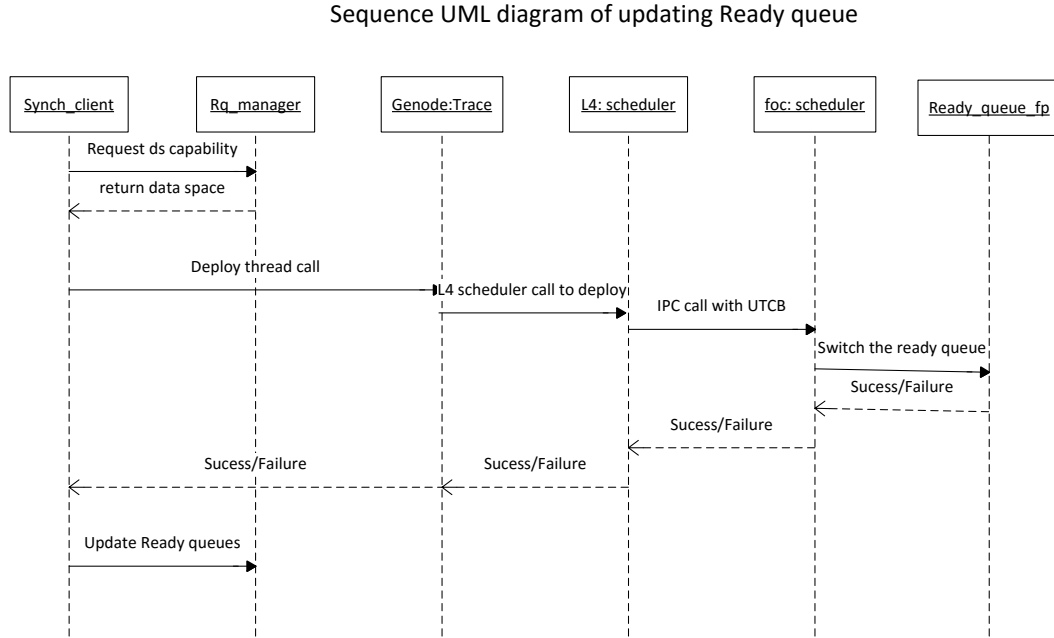 Sequence UML diagram of updating Ready queue
Synch_client
Rq_manager
Genode:Trace
L4: scheduler
foc: scheduler
Ready_queue_fp
Request ds capability
return data space
Deploy thread call
L4 scheduler call to deploy
IPC call with UTCB
Switch the ready queue
Sucess/Failure
Sucess/Failure
Sucess/Failure
Sucess/Failure
Update Ready queues